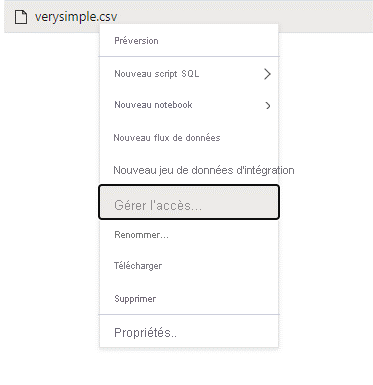 verysimple.csv
Préversion
Nouveau script SQL
Nouveau notebook
Nouveau flux de données
Nouveau jeu de données d'intégration
Gérer l'accès...
Renommer...
Télécharger
Supprimer
Propriétés..